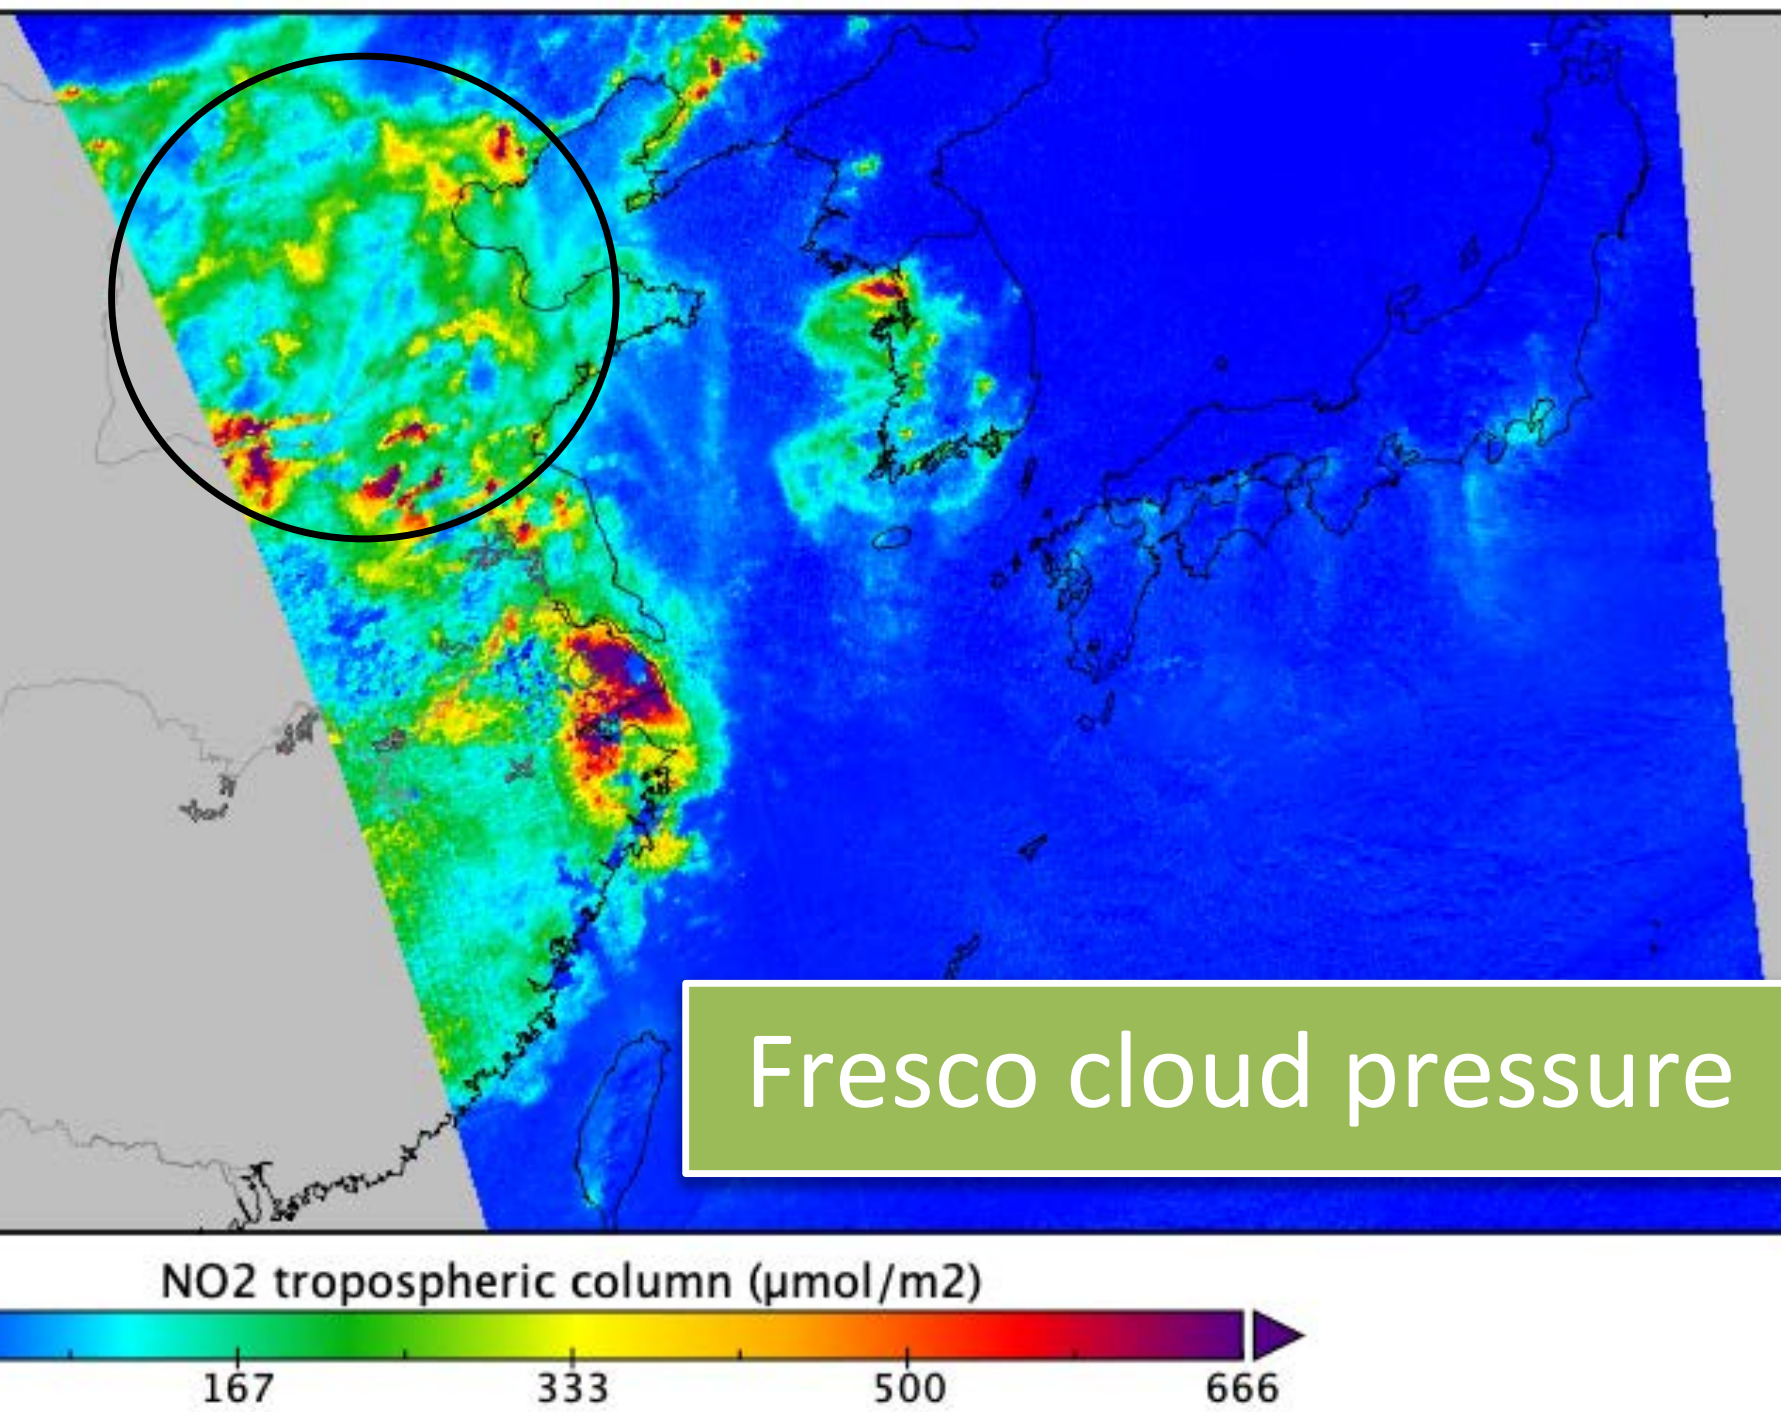 Fresco cloud pressure
NO2 tropospheric column (µmol/m2)
167 333 500 666